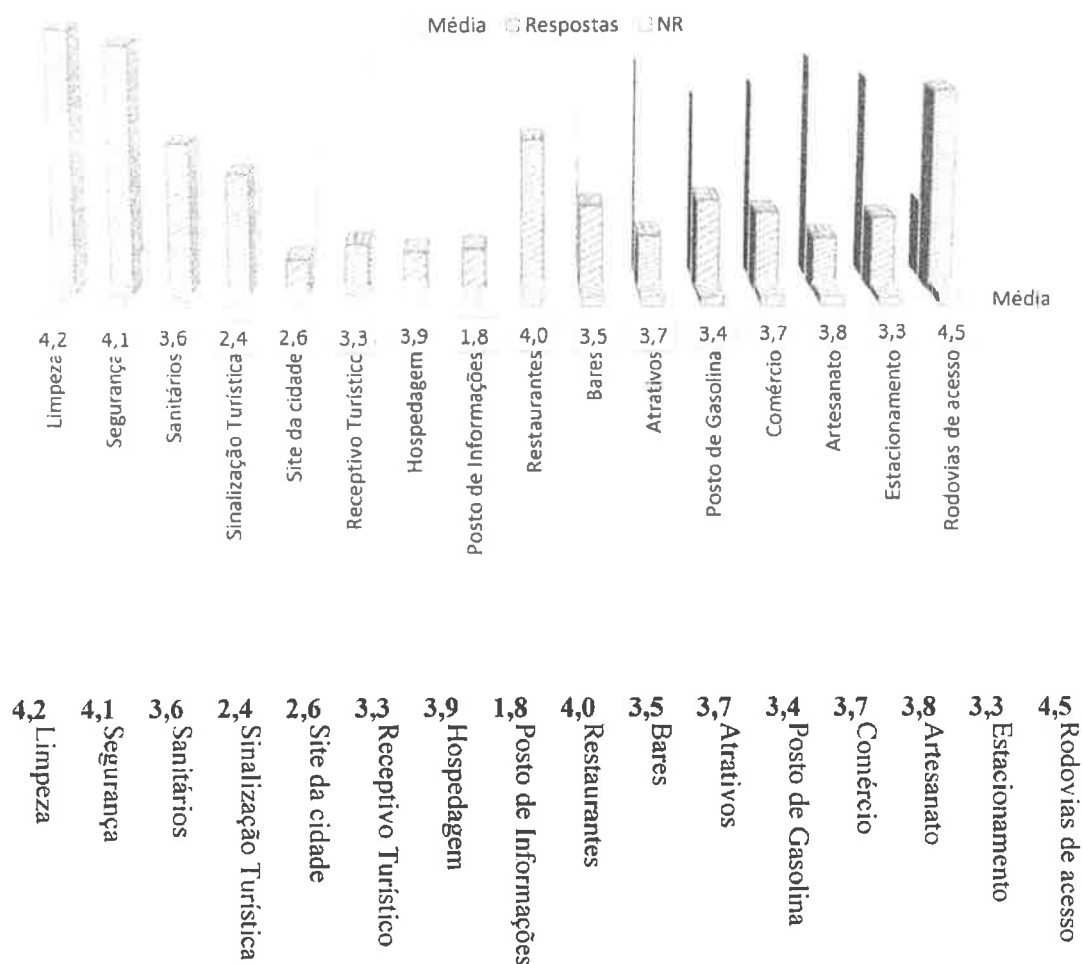 Média Respostas NR
Média
4,2 4,1 3,6 2,4 2,6 3,3 3,9 1,8 4,0 3,5 3,7 3,4 3,7 3,8 3,3 4,5
Limpeza
Segurança
Sanitários
Sinalização Turística
Site da cidade
Receptivo Turístico
Hospedagem
Posto de Informações
Restaurantes
Bares
Atrativos
Posto de Gasolina
Comércio
Artesanato
Estacionamento
Rodovias de acesso
4,2 4,1 3,6 2,4 2,6 3,3 3,9 1,8 4,0 3,5 3,7 3,4 3,7 3,8 3,3 4,5
Limpeza
Segurança
Sanitários
Sinalização Turística
Site da cidade
Receptivo Turístico
Hospedagem
Posto de Informações
Restaurantes
Bares
Atrativos
Posto de Gasolina
Comércio
Artesanato
Estacionamento
Rodovias de acesso